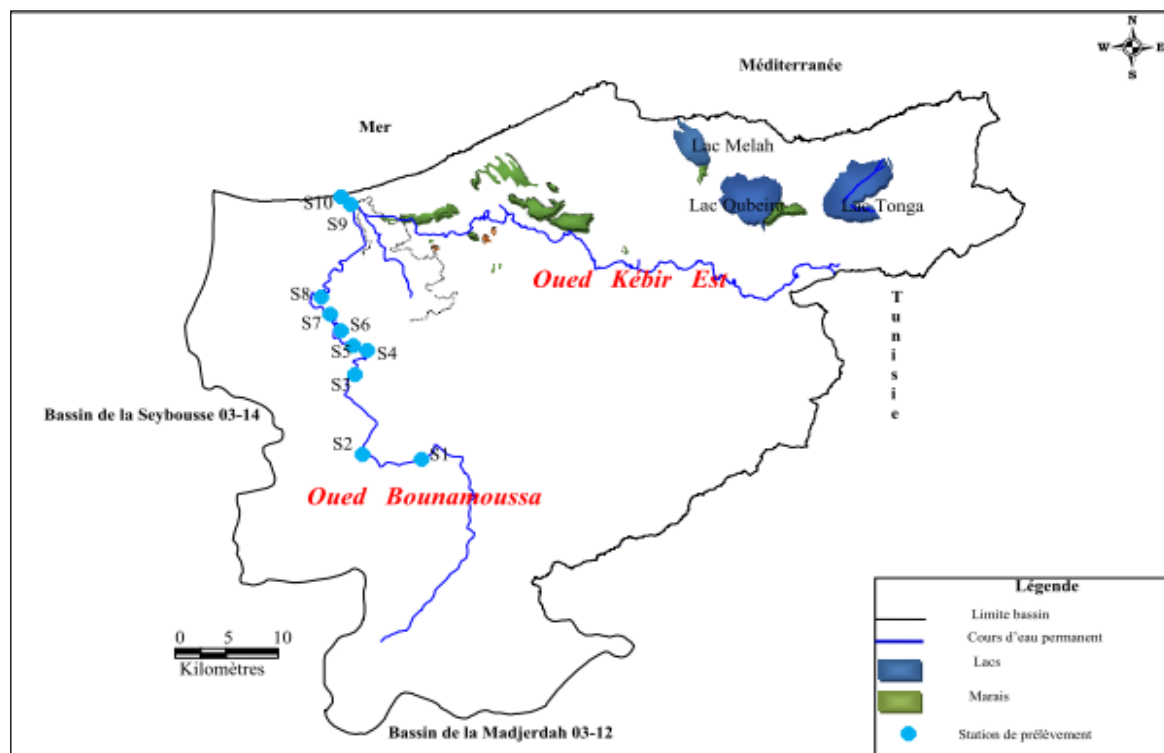 N
W E
S
Méditerranée
Mer
Lac Melah
Lac Qubeira
Lac Tonga
S10
S9
Oued Kébir Est
S8
S7
S6
S5
S4
S3
Tunisie
Bassin de la Seybousse 03-14
S2
S1
Oued Bounamoussa
Légende
Limite bassin
Cours d'eau permanent
Lacs
Marais
Station de prélèvement
0 5 10
Kilomètres
Bassin de la Madjerdah 03-12